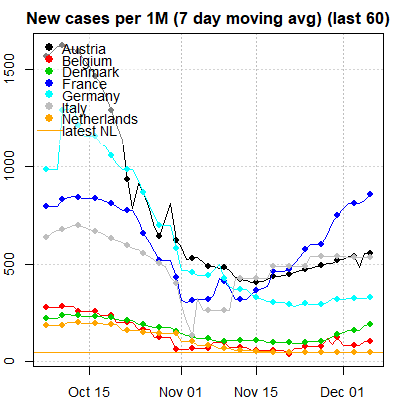 New cases per 1M (7 day moving avg) (last 60)
Austria
Belgium
Denmark
France
Germany
Italy
Netherlands
latest NL
1500
1000
500
0
Oct 15
Nov 01
Nov 15
Dec 01